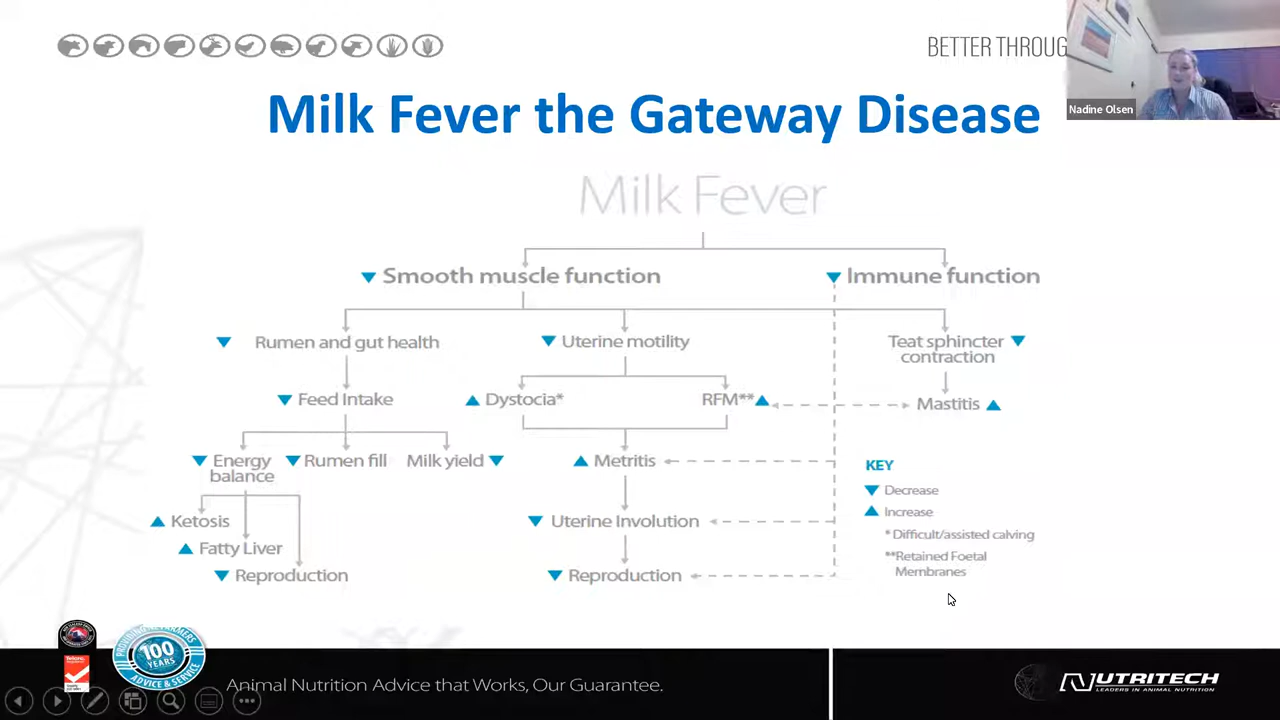 BETTER THROUG
Nadine Olsen
Milk Fever the Gateway Disease
Milk Fever
Smooth muscle function
Immune function
Rumen and gut health
Uterine motility
Teat sphincter
contraction
Feed Intake
Dystocia*
RFM**
Mastitis
Energy
balance
Rumen fill
Milk yield
Metritis
KEY
Decrease
Increase
*Difficult/assisted calving
**Retained Foetal
Membranes
Ketosis
Uterine Involution
Fatty Liver
Reproduction
Reproduction
100
YEARS
ADVICE & SERVICE
Animal Nutrition Advice that Works, Our Guarantee.
NUTRITECH
LEADERS IN ANIMAL NUTRITION